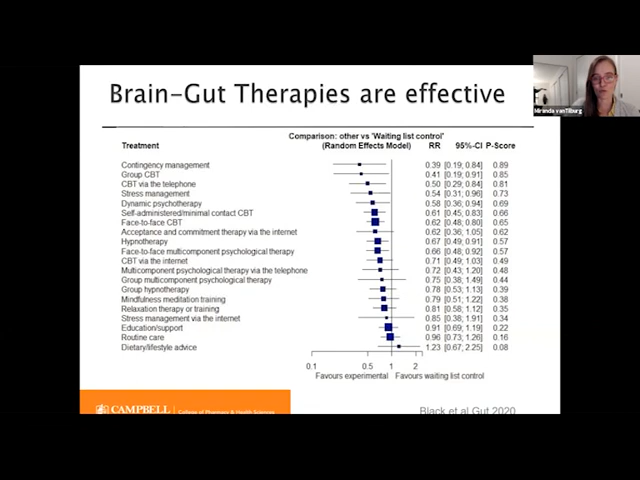 Miranda vanTilburg
Brain-Gut Therapies are effective
Comparison: other vs 'Waiting list control'
Treatment (Random Effects Model) RR 95%-CI P-Score
Contingency management 0.39 [0.19; 0.84] 0.89
Group CBT 0.41 [0.19; 0.91] 0.85
CBT via the telephone 0.50 [0.29; 0.84] 0.81
Stress management 0.54 [0.31; 0.96] 0.73
Dynamic psychotherapy 0.58 [0.36; 0.94] 0.69
Self-administered/minimal contact CBT 0.61 [0.45; 0.83] 0.66
Face-to-face CBT 0.62 [0.48; 0.80] 0.65
Acceptance and commitment therapy via the internet 0.62 [0.36; 1.05] 0.62
Hypnotherapy 0.67 [0.49; 0.91] 0.57
Face-to-face multicomponent psychological therapy 0.66 [0.48; 0.92] 0.57
CBT via the internet 0.71 [0.49; 1.03] 0.49
Multicomponent psychological therapy via the telephone 0.72 [0.43; 1.20] 0.48
Group multicomponent psychological therapy 0.75 [0.38; 1.49] 0.44
Group hypnotherapy 0.78 [0.53; 1.13] 0.39
Mindfulness meditation training 0.79 [0.51; 1.22] 0.38
Relaxation therapy or training 0.81 [0.58; 1.12] 0.35
Stress management via the internet 0.85 [0.38; 1.91] 0.34
Education/support 0.91 [0.69; 1.19] 0.22
Routine care 0.96 [0.73; 1.26] 0.16
Dietary/lifestyle advice 1.23 [0.67; 2.25] 0.08
0.1 0.5 1 2
Favours experimental Favours waiting list control
CAMPBELL College of Pharmacy & Health Sciences
Black et al Gut 2020